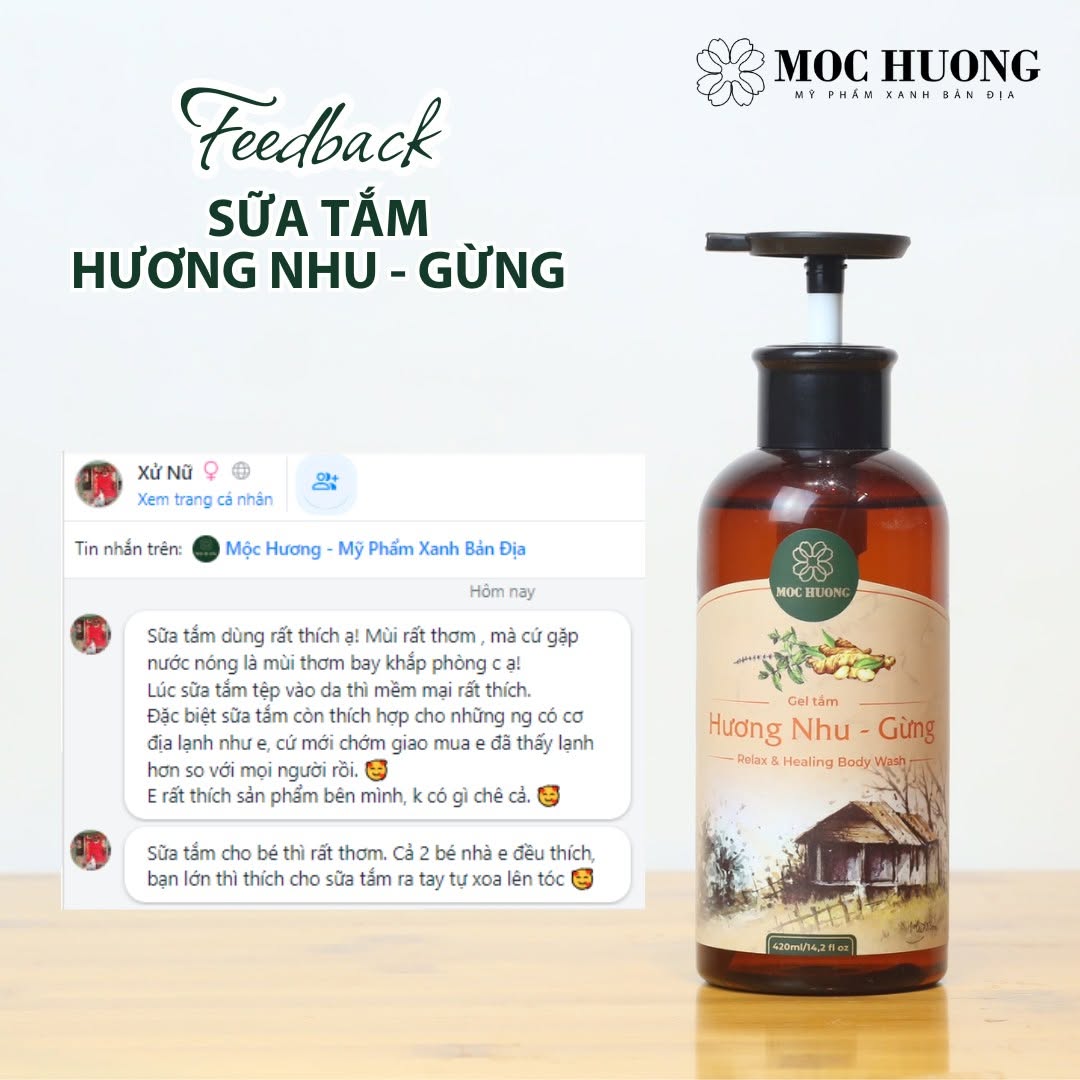 MOC HUONG
MỸ PHẨM XANH BẢN ĐỊA
Feedback
SỮA TẮM
HƯƠNG NHU - GỪNG
Xử Nữ
Xem trang cá nhân
Tin nhắn trên: Mộc Hương - Mỹ Phẩm Xanh Bản Địa
Hôm nay
Sữa tắm dùng rất thích ạ! Mùi rất thơm , mà cứ gặp
nước nóng là mùi thơm bay khắp phòng c ạ!
Lúc sữa tắm tệp vào da thì mềm mại rất thích.
Đặc biệt sữa tắm còn thích hợp cho những ng có cơ
địa lạnh như e, cứ mới chớm giao mua e đã thấy lạnh
hơn so với mọi người rồi. 🥰
E rất thích sản phẩm bên mình, k có gì chê cả. 🥰
Sữa tắm cho bé thì rất thơm. Cả 2 bé nhà e đều thích,
bạn lớn thì thích cho sữa tắm ra tay tự xoa lên tóc 🥰
MOC HUONG
Gel tắm
Hương Nhu - Gừng
Relax & Healing Body Wash
420ml/14,2 fl oz